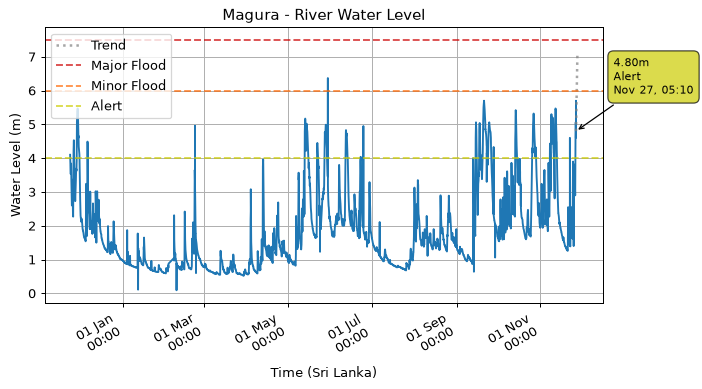 Magura - River Water Level
Trend
Major Flood
Minor Flood
Alert
4.80m
Alert
Nov 27, 05:10
Water Level (m)
7
6
5
4
3
2
1
0
01 Jan
00:00
01 Mar
00:00
01 May
00:00
01 Jul
00:00
01 Sep
00:00
01 Nov
00:00
Time (Sri Lanka)